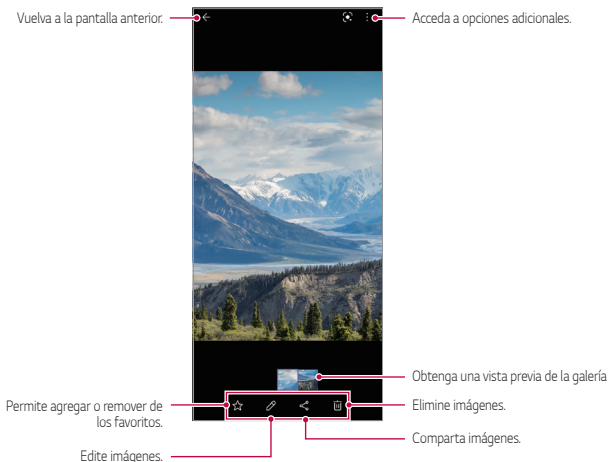 Vuelva a la pantalla anterior.
Acceda a opciones adicionales.
Obtenga una vista previa de la galería
Permite agregar o remover de
los favoritos.
Elimine imágenes.
Comparta imágenes.
Edite imágenes.